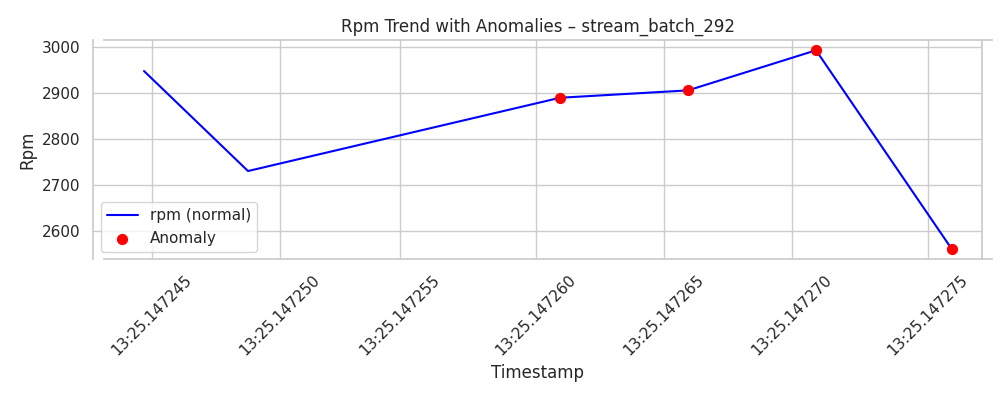 Rpm Trend with Anomalies – stream_batch_292
Rpm
3000
2900
2800
2700
2600
rpm (normal)
Anomaly
13:25.147245
13:25.147250
13:25.147255
13:25.147260
13:25.147265
13:25.147270
13:25.147275
Timestamp